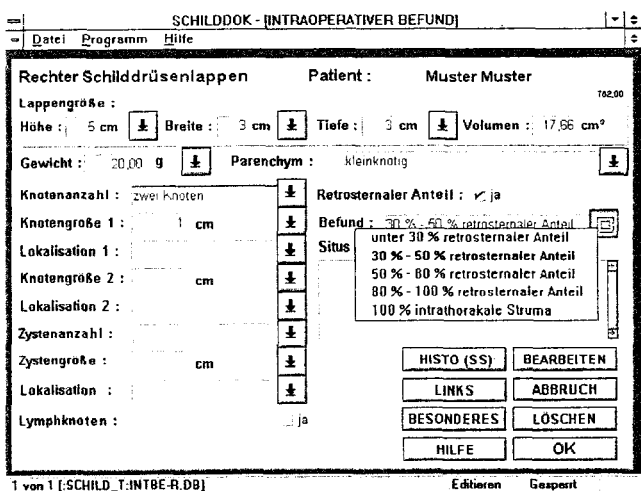 SCHILDDOK - [INTRAOPERATIVER BEFUND]
Datei Programm Hilfe
Rechter Schilddrüsenlappen Patient : Muster Muster
Lappengröße : 782,00
Höhe : 5 cm Breite : 3 cm Tiefe : 3 cm Volumen : 17,66 cm³
Gewicht : 20,00 g Parenchym : kleinknotig
Knotenanzahl : zwei Knoten Retrosternaler Anteil : ja
Knotengröße 1 : 1 cm Befund : 30 % - 50 % retrosternaler Anteil
unter 30 % retrosternaler Anteil
Lokalisation 1 : Situs
30 % - 50 % retrosternaler Anteil
50 % - 80 % retrosternaler Anteil
Knotengröße 2 : cm
80 % - 100 % retrosternaler Anteil
Lokalisation 2 :
100 % intrathorakale Struma
Zystenanzahl :
Zystengröße : cm HISTO (SS) BEARBEITEN
Lokalisation : LINKS ABBRUCH
Lymphknoten : ja BESONDERES LÖSCHEN
HILFE OK
1 von 1 [:SCHILD_T:INTBE-R.DB] Editieren Gesperrt